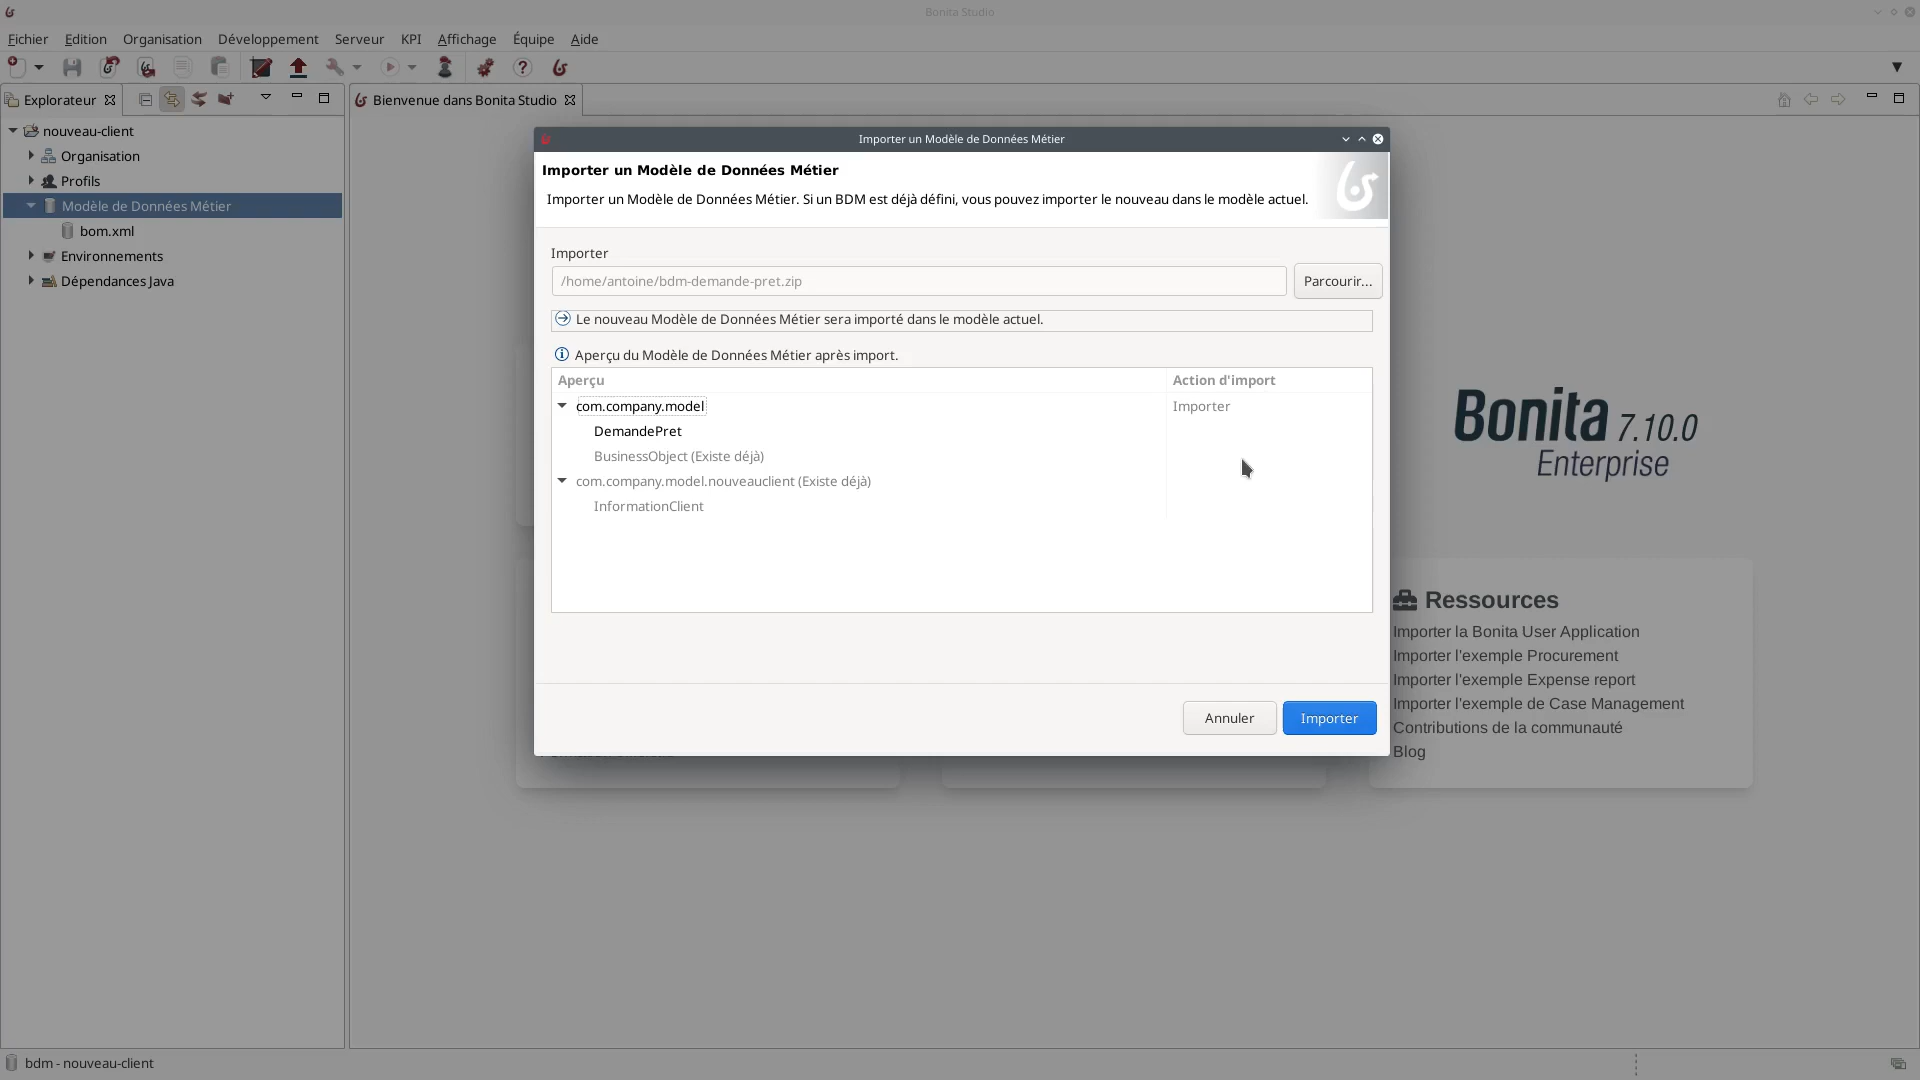 Bonita Studio
Fichier Edition Organisation Développement Serveur KPI Affichage Équipe Aide
Explorateur
Bienvenue dans Bonita Studio
nouveau-client
Organisation
Profils
Modèle de Données Métier
bom.xml
Environnements
Dépendances Java
Importer un Modèle de Données Métier
Importer un Modèle de Données Métier
Importer un Modèle de Données Métier. Si un BDM est déjà défini, vous pouvez importer le nouveau dans le modèle actuel.
Importer
/home/antoine/bdm-demande-pret.zip
Parcourir...
Le nouveau Modèle de Données Métier sera importé dans le modèle actuel.
Aperçu du Modèle de Données Métier après import.
Aperçu Action d'import
com.company.model Importer
DemandePret
BusinessObject (Existe déjà)
com.company.model.nouveauclient (Existe déjà)
InformationClient
Annuler Importer
Bonita 7.10.0
Enterprise
Ressources
Importer la Bonita User Application
Importer l'exemple Procurement
Importer l'exemple Expense report
Importer l'exemple de Case Management
Contributions de la communauté
Blog
bdm - nouveau-client